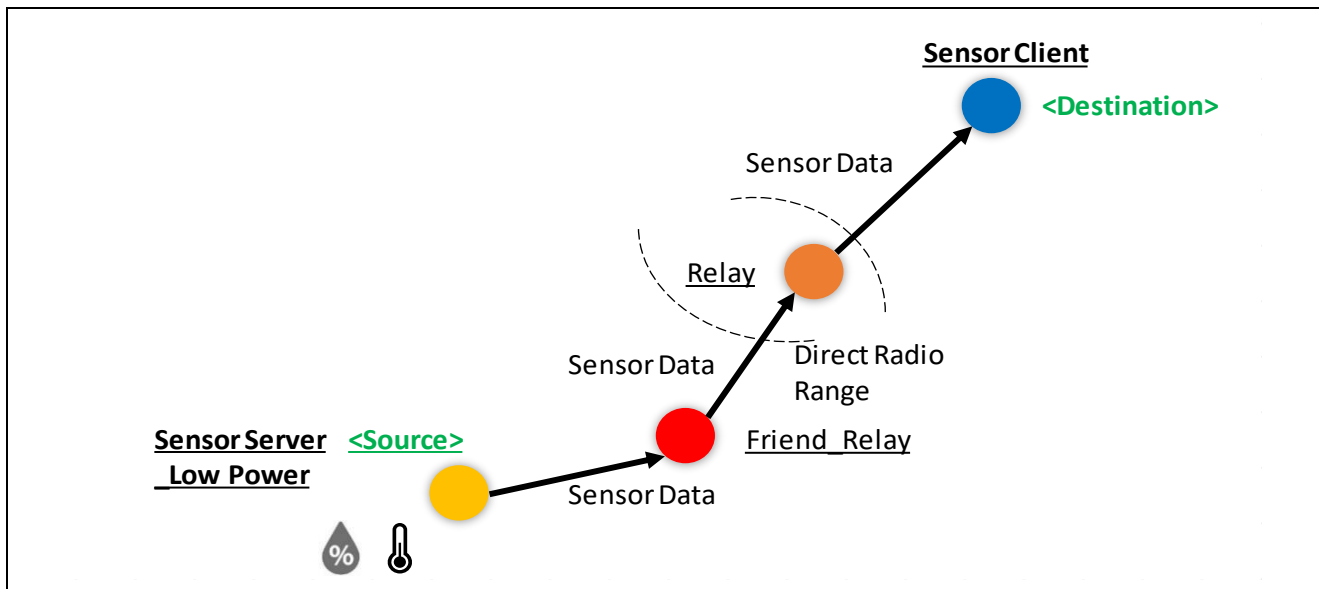 Sensor Client
<Destination>
Sensor Data
Relay
Sensor Data
Direct Radio
Range
Sensor Server <Source>
_Low Power
Friend_Relay
Sensor Data
%